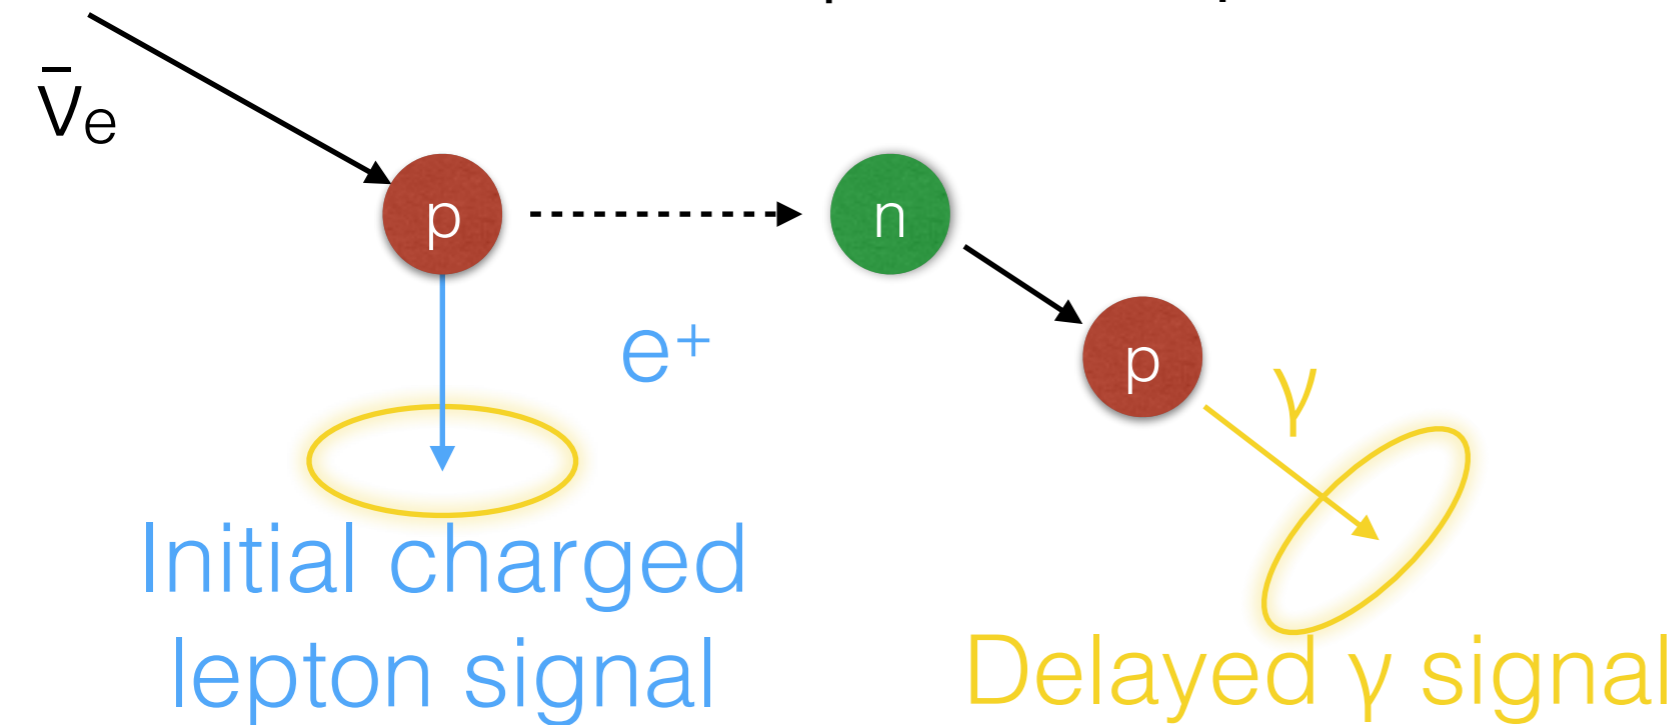 ν̄e
p
n
e+
p
γ
Initial charged
lepton signal
Delayed γ signal